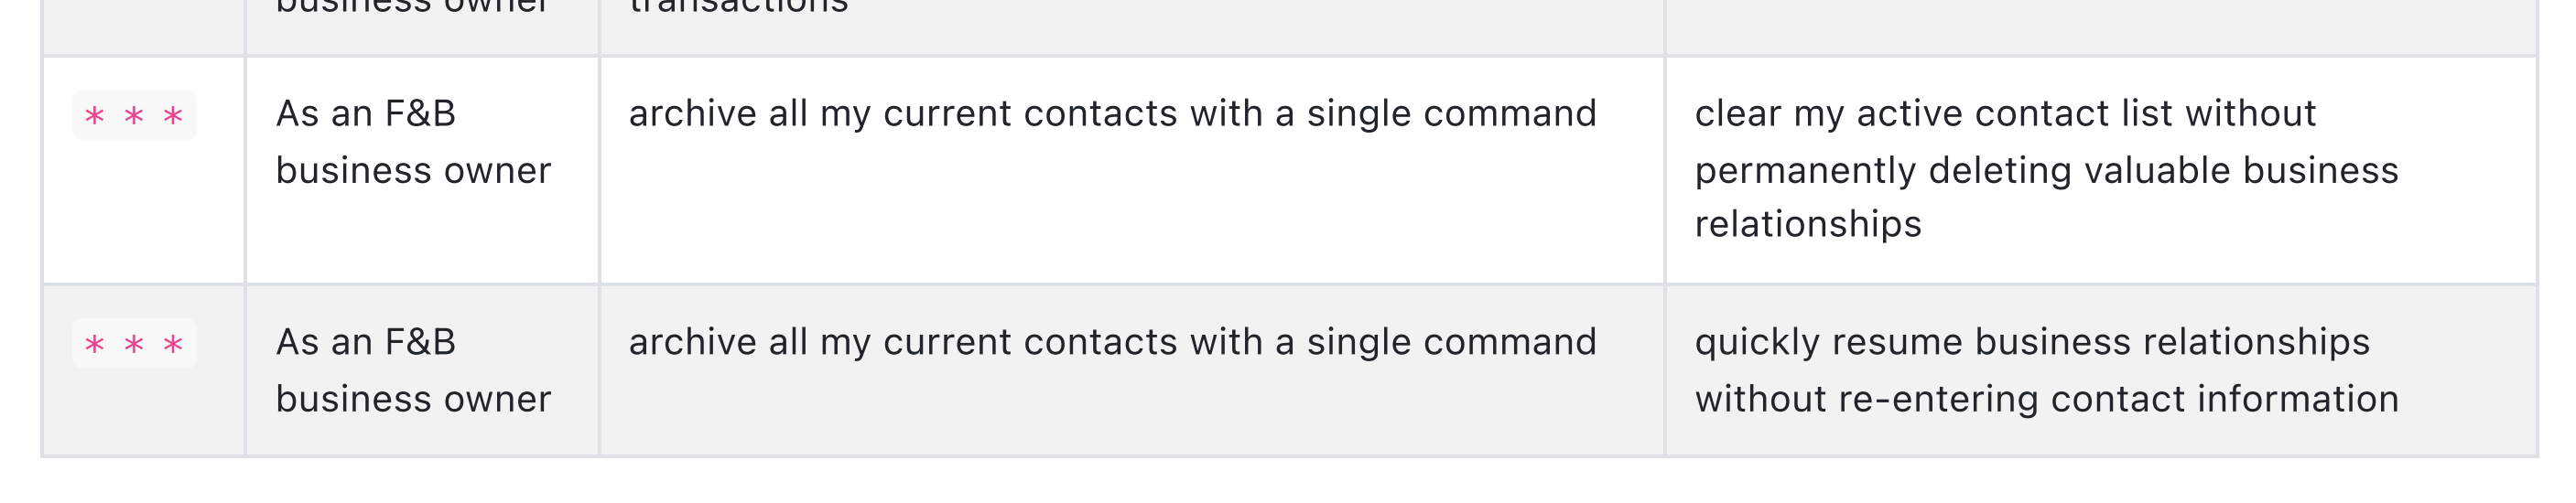 business owner
transactions
* * *
As an F&B
business owner
archive all my current contacts with a single command
clear my active contact list without
permanently deleting valuable business
relationships
* * *
As an F&B
business owner
archive all my current contacts with a single command
quickly resume business relationships
without re-entering contact information